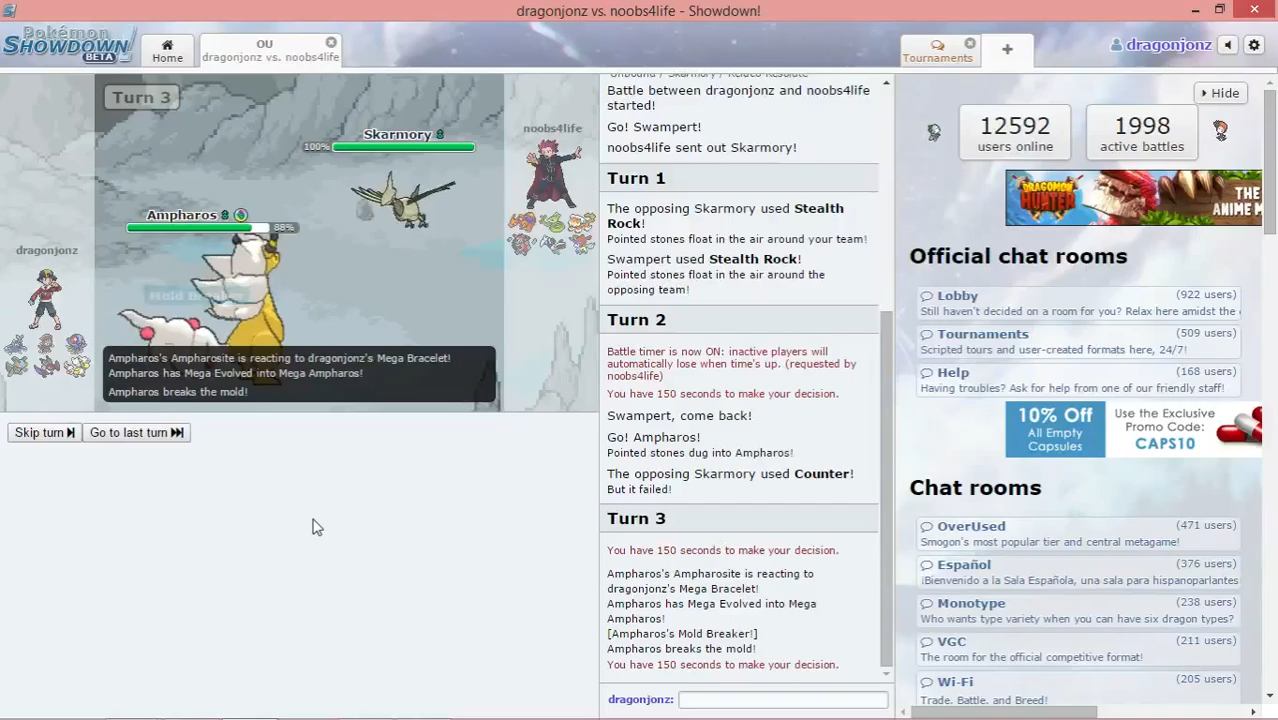 dragonjonz vs. noobs4life - Showdown!
Pokémon
SHOWDOWN
BETA
Home
OU
dragonjonz vs. noobs4life
Tournaments
dragonjonz
Turn 3
Skarmory
100%
Ampharos
88%
Mold Breaker
dragonjonz
noobs4life
Ampharos's Ampharosite is reacting to dragonjonz's Mega Bracelet!
Ampharos has Mega Evolved into Mega Ampharos!
Ampharos breaks the mold!
Skip turn
Go to last turn
Unbound / Skarmory / Keldeo-Resolute
Battle between dragonjonz and noobs4life
started!
Go! Swampert!
noobs4life sent out Skarmory!
Turn 1
The opposing Skarmory used Stealth
Rock!
Pointed stones float in the air around your team!
Swampert used Stealth Rock!
Pointed stones float in the air around the
opposing team!
Turn 2
Battle timer is now ON: inactive players will
automatically lose when time's up. (requested by
noobs4life)
You have 150 seconds to make your decision.
Swampert, come back!
Go! Ampharos!
Pointed stones dug into Ampharos!
The opposing Skarmory used Counter!
But it failed!
Turn 3
You have 150 seconds to make your decision.
Ampharos's Ampharosite is reacting to
dragonjonz's Mega Bracelet!
Ampharos has Mega Evolved into Mega
Ampharos!
[Ampharos's Mold Breaker!]
Ampharos breaks the mold!
You have 150 seconds to make your decision.
dragonjonz:
Hide
12592
users online
1998
active battles
DRAGOMON
HUNTER
THE
ANIME M
Official chat rooms
Lobby (922 users)
Still haven't decided on a room for you? Relax here amidst the
Tournaments (509 users)
Scripted tours and user-created formats here, 24/7!
Help (168 users)
Having troubles? Ask for help from one of our friendly staff!
10% Off
All Empty
Capsules
Use the Exclusive
Promo Code:
CAPS10
Chat rooms
OverUsed (471 users)
Smogon's most popular tier and central metagame!
Español (376 users)
¡Bienvenido a la Sala Española, una sala para hispanoparlantes
Monotype (238 users)
Who wants type variety when you can have six dragon types?
VGC (211 users)
The room for the official competitive format!
Wi-Fi (205 users)
Trade. Battle. and Breed!